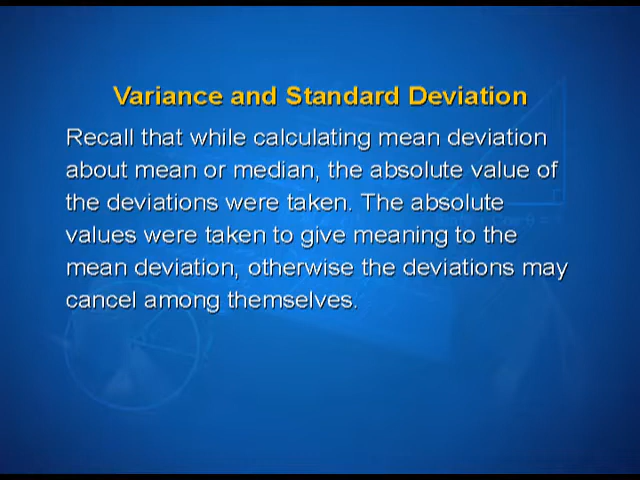 Variance and Standard Deviation
Recall that while calculating mean deviation
about mean or median, the absolute value of
the deviations were taken. The absolute
values were taken to give meaning to the
mean deviation, otherwise the deviations may
cancel among themselves.